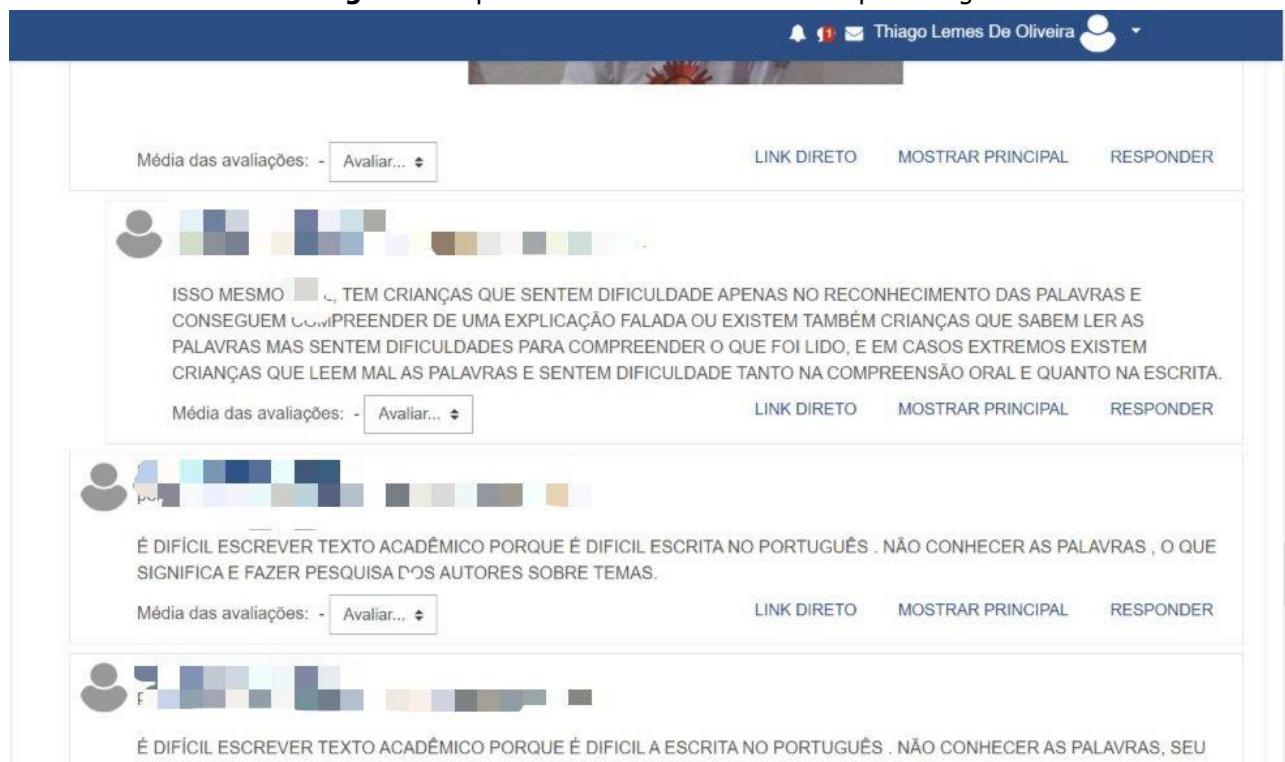 Thiago Lemes De Oliveira
Média das avaliações: - Avaliar...
LINK DIRETO MOSTRAR PRINCIPAL RESPONDER
ISSO MESMO , TEM CRIANÇAS QUE SENTEM DIFICULDADE APENAS NO RECONHECIMENTO DAS PALAVRAS E
CONSEGUEM COMPREENDER DE UMA EXPLICAÇÃO FALADA OU EXISTEM TAMBÉM CRIANÇAS QUE SABEM LER AS
PALAVRAS MAS SENTEM DIFICULDADES PARA COMPREENDER O QUE FOI LIDO, E EM CASOS EXTREMOS EXISTEM
CRIANÇAS QUE LEEM MAL AS PALAVRAS E SENTEM DIFICULDADE TANTO NA COMPREENSÃO ORAL E QUANTO NA ESCRITA.
Média das avaliações: - Avaliar...
LINK DIRETO MOSTRAR PRINCIPAL RESPONDER
É DIFÍCIL ESCREVER TEXTO ACADÊMICO PORQUE É DIFICIL ESCRITA NO PORTUGUÊS . NÃO CONHECER AS PALAVRAS , O QUE
SIGNIFICA E FAZER PESQUISA DOS AUTORES SOBRE TEMAS.
Média das avaliações: - Avaliar...
LINK DIRETO MOSTRAR PRINCIPAL RESPONDER
É DIFÍCIL ESCREVER TEXTO ACADÊMICO PORQUE É DIFICIL A ESCRITA NO PORTUGUÊS . NÃO CONHECER AS PALAVRAS, SEU